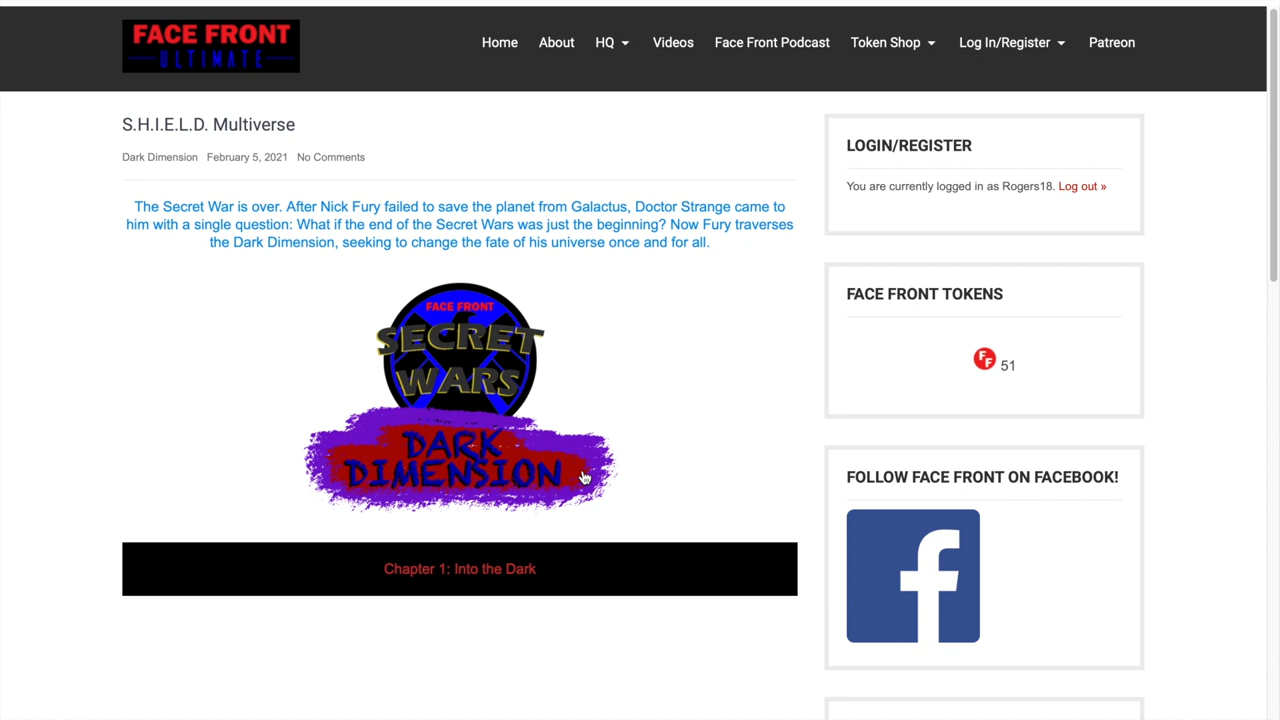 FACE FRONT
ULTIMATE
Home About HQ Videos Face Front Podcast Token Shop Log In/Register Patreon
S.H.I.E.L.D. Multiverse
Dark Dimension February 5, 2021 No Comments
The Secret War is over. After Nick Fury failed to save the planet from Galactus, Doctor Strange came to
him with a single question: What if the end of the Secret Wars was just the beginning? Now Fury traverses
the Dark Dimension, seeking to change the fate of his universe once and for all.
FACE FRONT
SECRET
WARS
DARK
DIMENSION
Chapter 1: Into the Dark
LOGIN/REGISTER
You are currently logged in as Rogers18. Log out »
FACE FRONT TOKENS
FF 51
FOLLOW FACE FRONT ON FACEBOOK!
f